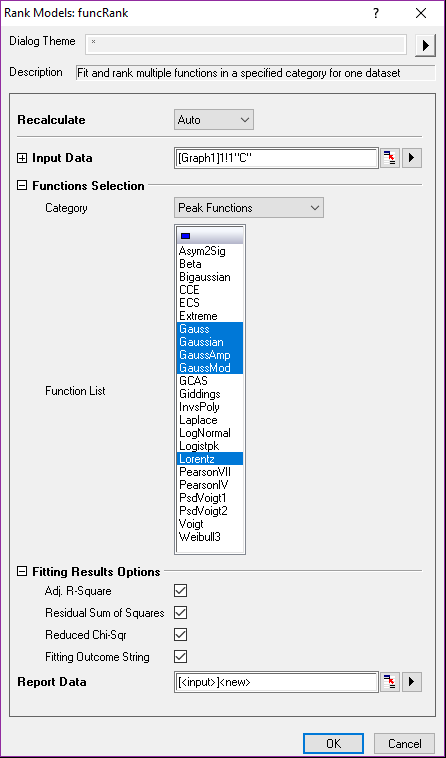 Rank Models: funcRank ? ×
Dialog Theme *
Description Fit and rank multiple functions in a specified category for one dataset
Recalculate Auto
Input Data [Graph1]1!1"C"
Functions Selection
Category Peak Functions
Function List
Asym2Sig
Beta
Bigaussian
CCE
ECS
Extreme
Gauss
Gaussian
GaussAmp
GaussMod
GCAS
Giddings
InvsPoly
Laplace
LogNormal
Logistpk
Lorentz
PearsonVII
PearsonIV
PsdVoigt1
PsdVoigt2
Voigt
Weibull3
Fitting Results Options
Adj. R-Square
Residual Sum of Squares
Reduced Chi-Sqr
Fitting Outcome String
Report Data [<input>]<new>
OK Cancel